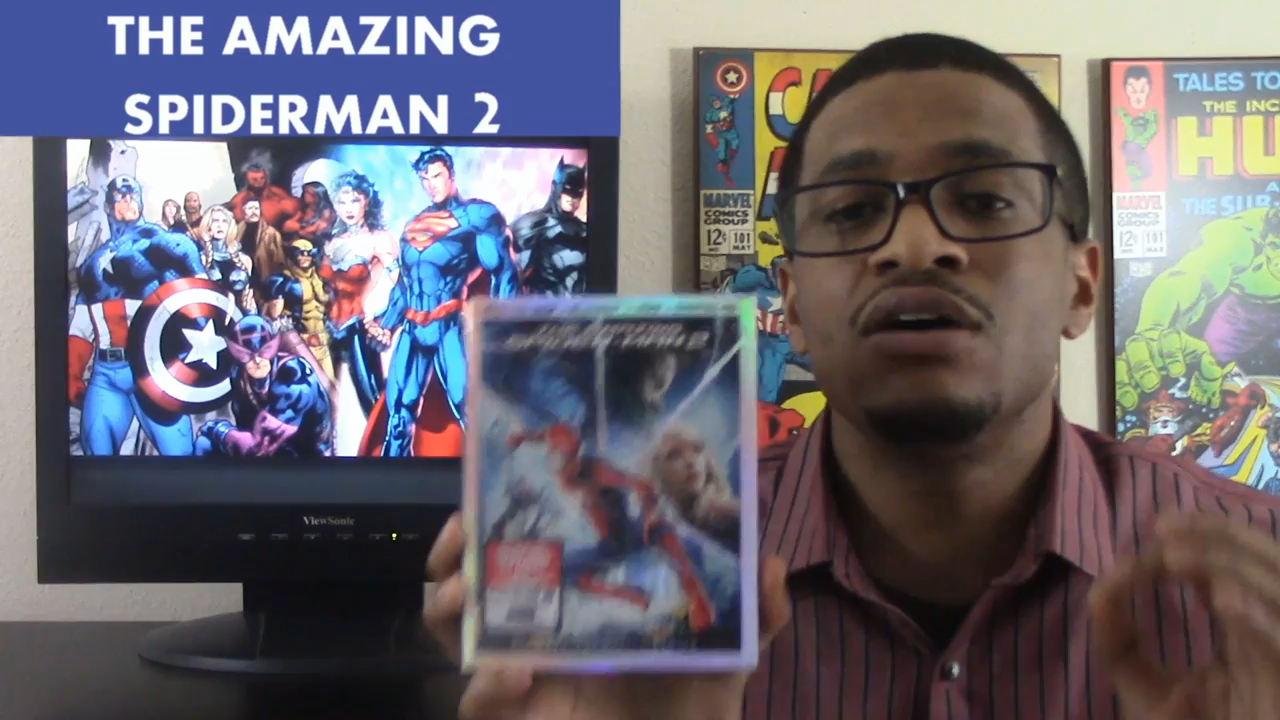 THE AMAZING
SPIDERMAN 2
MARVEL
COMICS
GROUP
12¢ 101
MAY
TALES TO
THE INC
HU
THE SUB
MARVEL
COMICS
GROUP
12¢ 101
MAY
ViewSonic